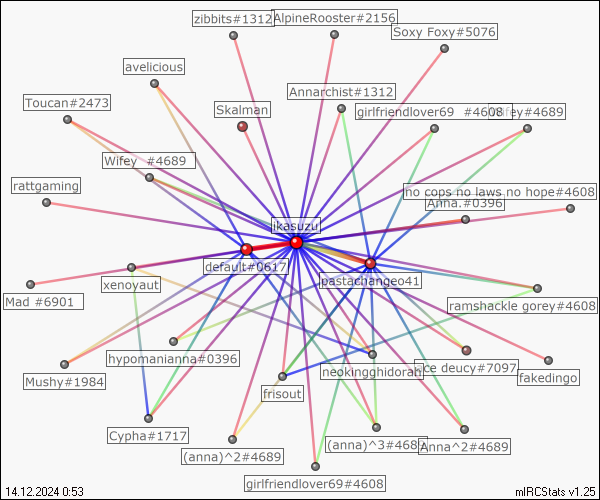 zibbits#1312
AlpineRooster#2156
Soxy Foxy#5076
avelicious
Annarchist#1312
Toucan#2473
Skalman
girlfriendlover69 #4608
fey#4689
Wifey #4689
rattgaming
no cops no laws no hope#4608
Anna.#0396
ikasuzu
default#0617
pastachangeo41
xenoyaut
Mad #6901
ramshackle gorey#4608
hypomanianna#0396
neokingghidorah
ce deucy#7097
fakedingo
Mushy#1984
frisout
Cypha#1717
(anna)^3#4689
Anna^2#4689
(anna)^2#4689
girlfriendlover69#4608
14.12.2024 0:53
mIRCStats v1.25